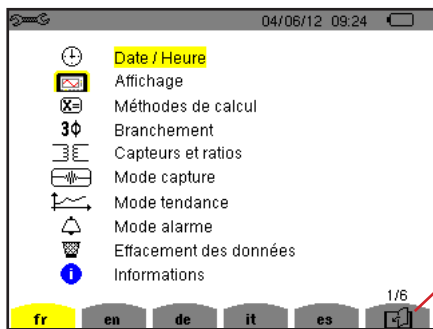 04/06/12 09:24
Date / Heure
Affichage
Méthodes de calcul
3Φ Branchement
Capteurs et ratios
Mode capture
Mode tendance
Mode alarme
Effacement des données
i Informations
1/6
fr en de it es